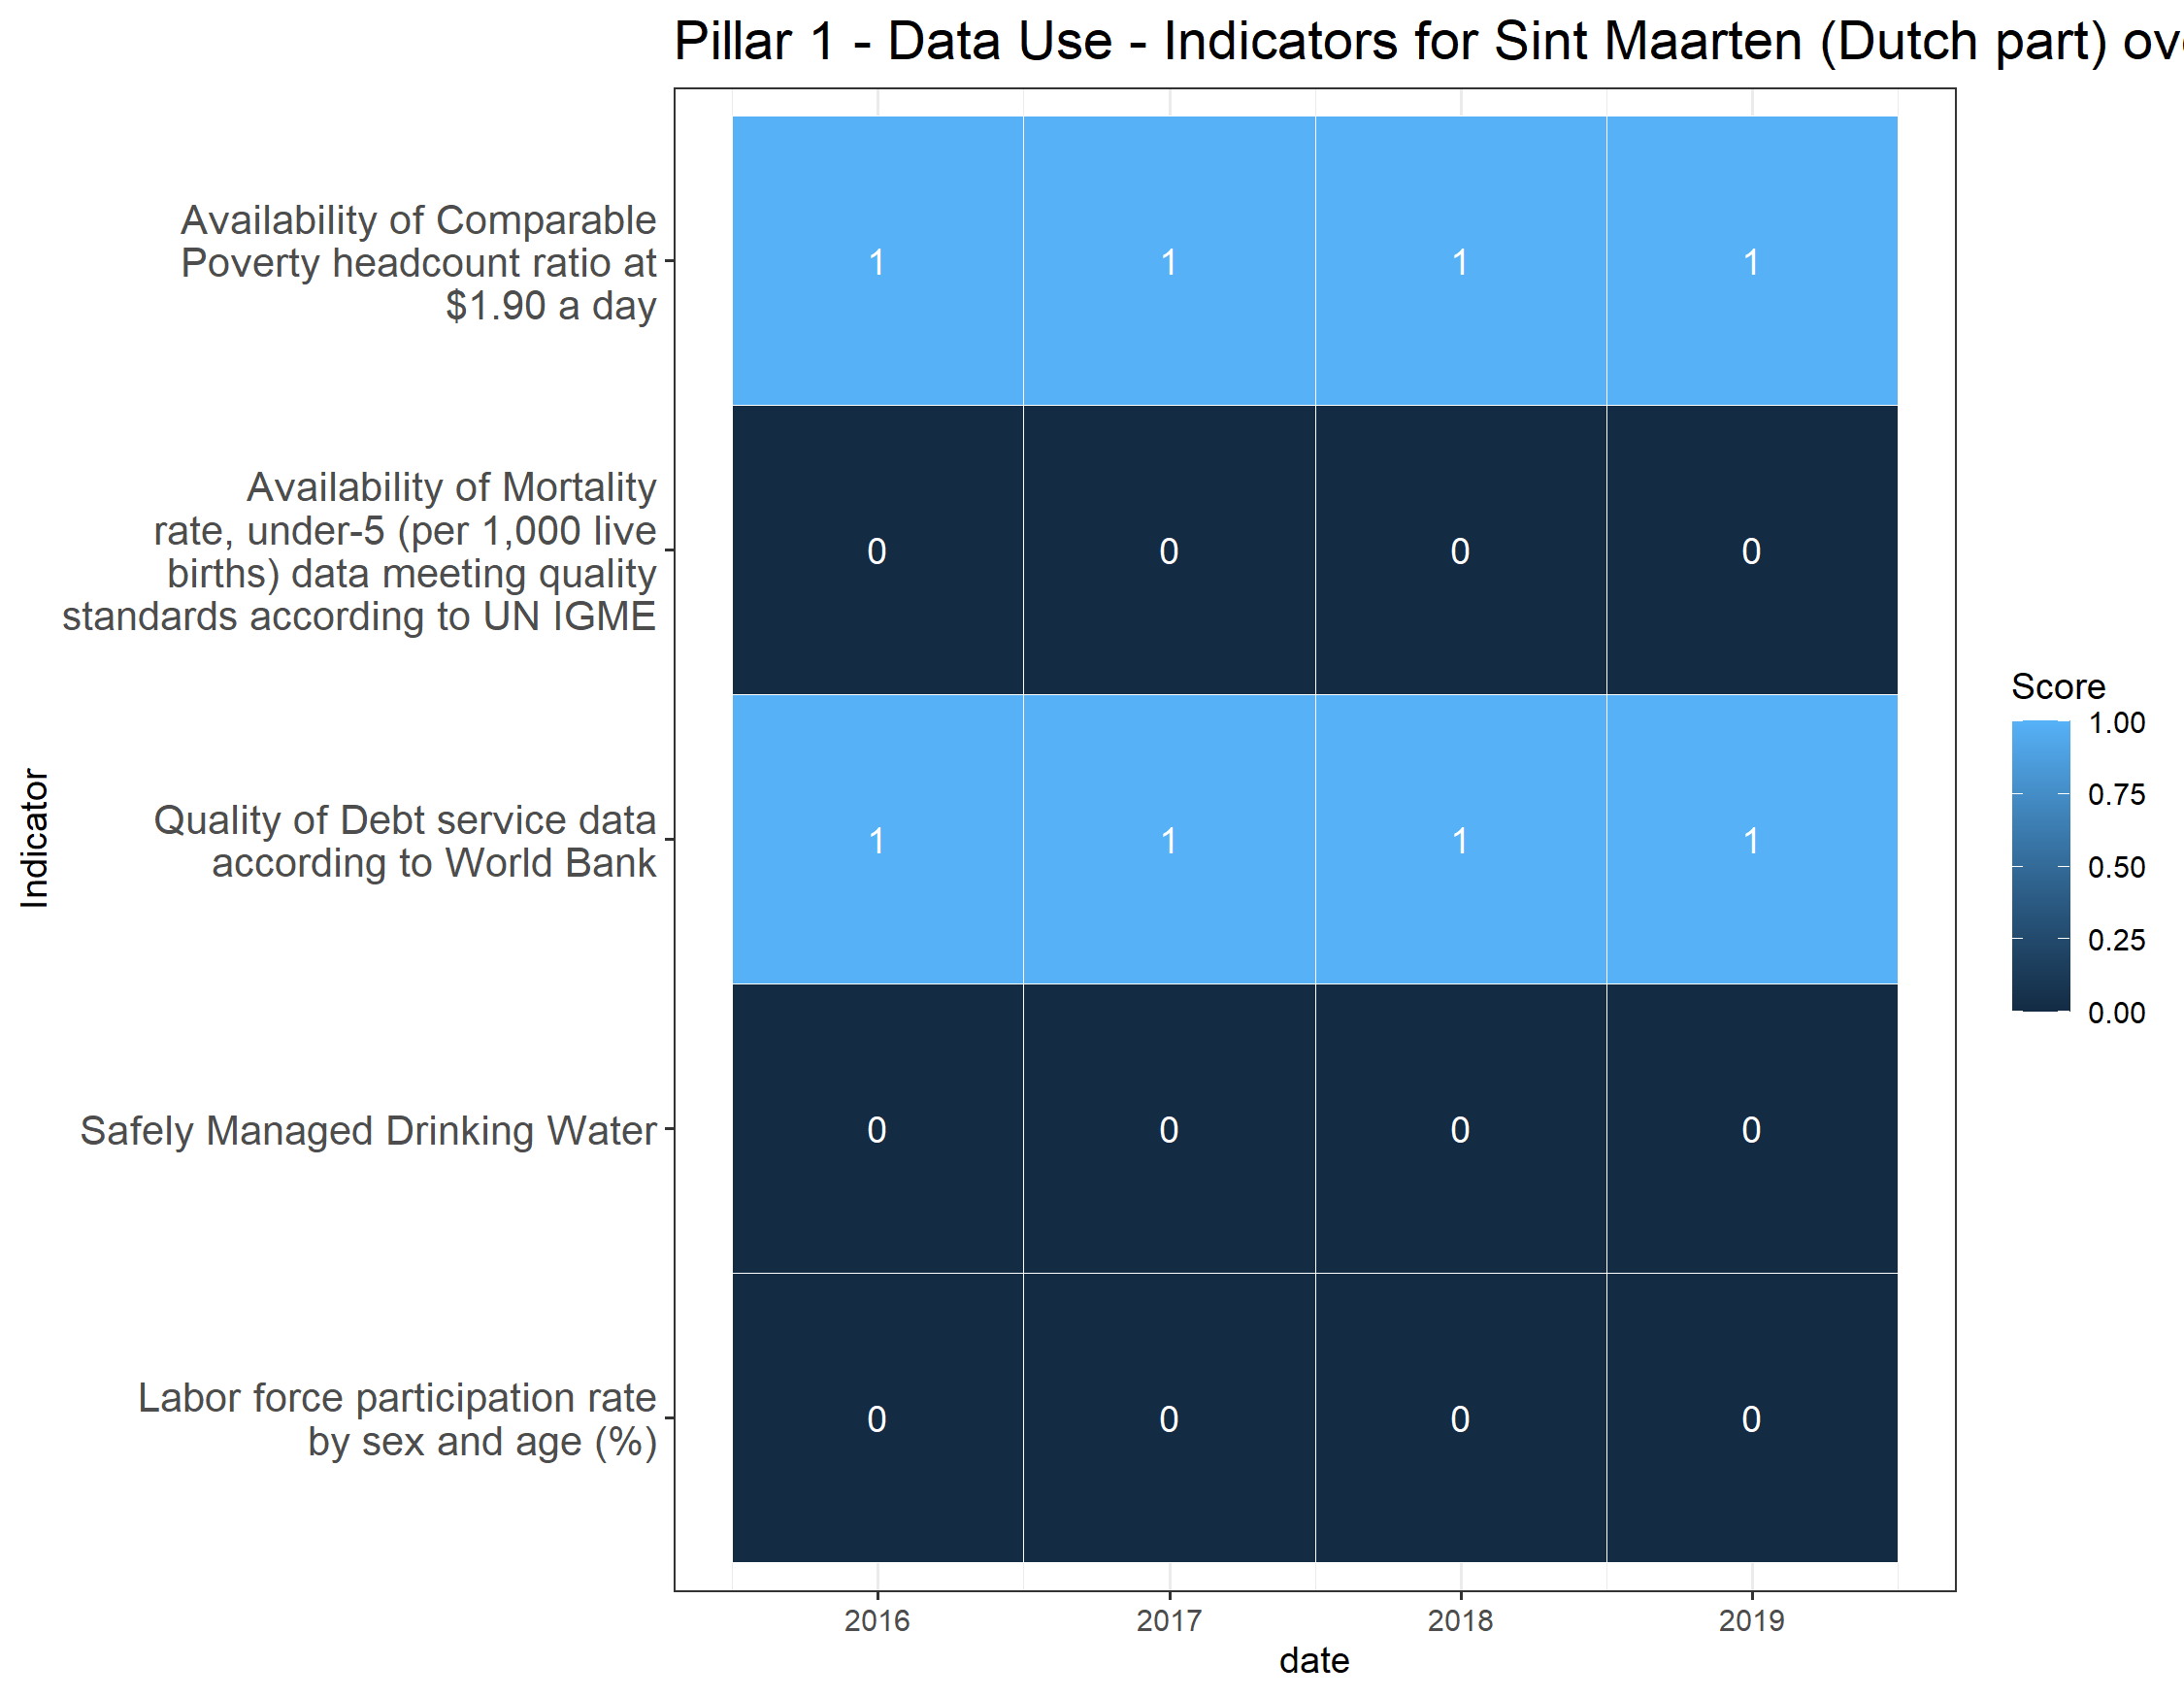 Pillar 1 - Data Use - Indicators for Sint Maarten (Dutch part) ov
Availability of Comparable
Poverty headcount ratio at
$1.90 a day
1 1 1 1
Availability of Mortality
rate, under-5 (per 1,000 live
births) data meeting quality
standards according to UN IGME
0 0 0 0
Quality of Debt service data
according to World Bank
1 1 1 1
Safely Managed Drinking Water
0 0 0 0
Labor force participation rate
by sex and age (%)
0 0 0 0
Indicator
2016 2017 2018 2019
date
Score
1.00
0.75
0.50
0.25
0.00